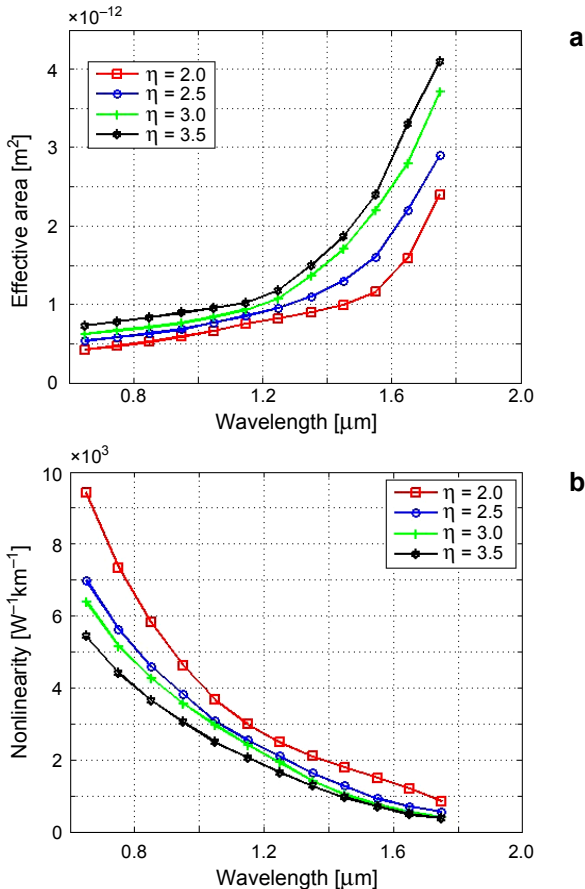 ×10⁻¹²
a
4
3
2
1
0
Effective area [m²]
η = 2.0
η = 2.5
η = 3.0
η = 3.5
0.8 1.2 1.6 2.0
Wavelength [μm]
×10³
b
10
8
6
4
2
0
Nonlinearity [W⁻¹km⁻¹]
η = 2.0
η = 2.5
η = 3.0
η = 3.5
0.8 1.2 1.6 2.0
Wavelength [μm]